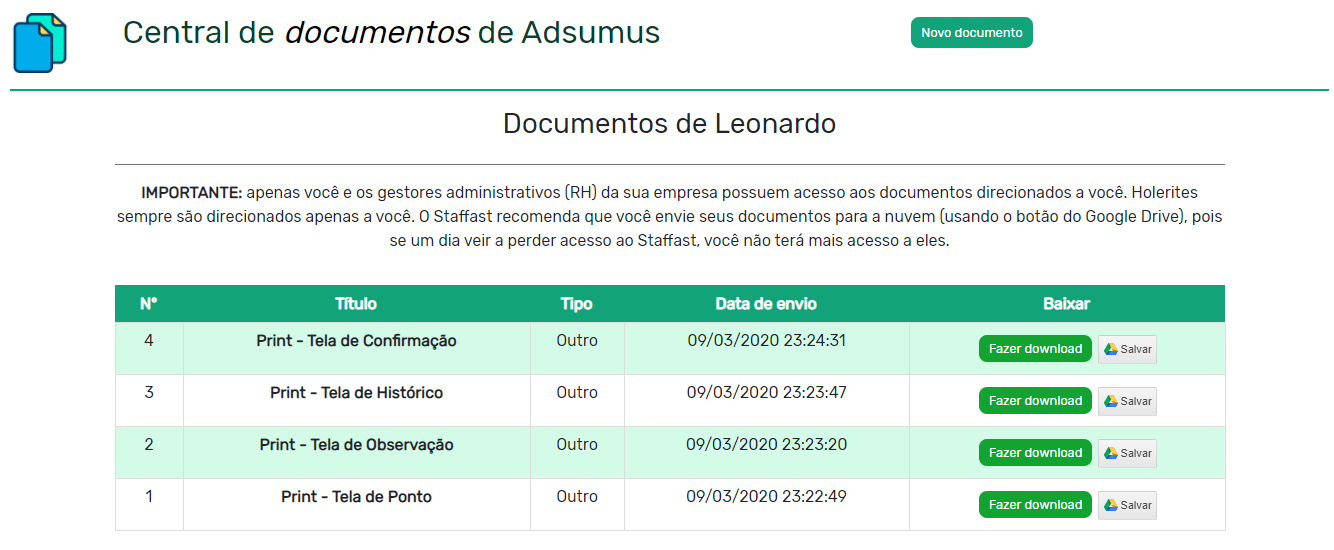 Central de documentos de Adsumus
Novo documento
Documentos de Leonardo
IMPORTANTE: apenas você e os gestores administrativos (RH) da sua empresa possuem acesso aos documentos direcionados a você. Holerites
sempre são direcionados apenas a você. O Staffast recomenda que você envie seus documentos para a nuvem (usando o botão do Google Drive), pois
se um dia veir a perder acesso ao Staffast, você não terá mais acesso a eles.
Nº Título Tipo Data de envio Baixar
4 Print - Tela de Confirmação Outro 09/03/2020 23:24:31 Fazer download Salvar
3 Print - Tela de Histórico Outro 09/03/2020 23:23:47 Fazer download Salvar
2 Print - Tela de Observação Outro 09/03/2020 23:23:20 Fazer download Salvar
1 Print - Tela de Ponto Outro 09/03/2020 23:22:49 Fazer download Salvar